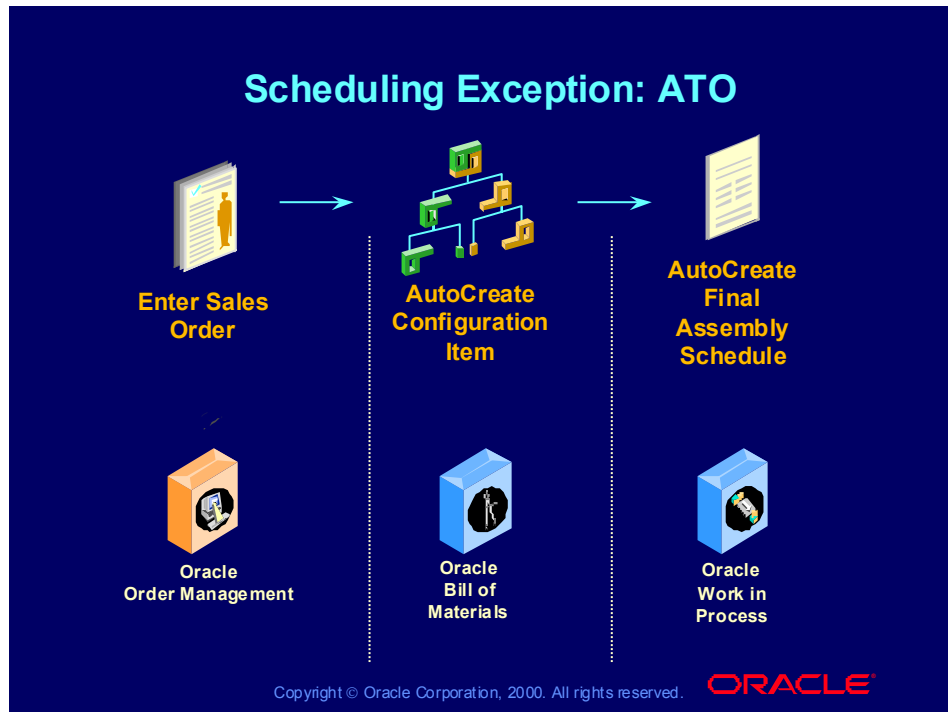 Scheduling Exception: ATO
Enter Sales
Order
AutoCreate
Configuration
Item
AutoCreate
Final
Assembly
Schedule
Oracle
Order Management
Oracle
Bill of
Materials
Oracle
Work in
Process
Copyright © Oracle Corporation, 2000. All rights reserved.
ORACLE®